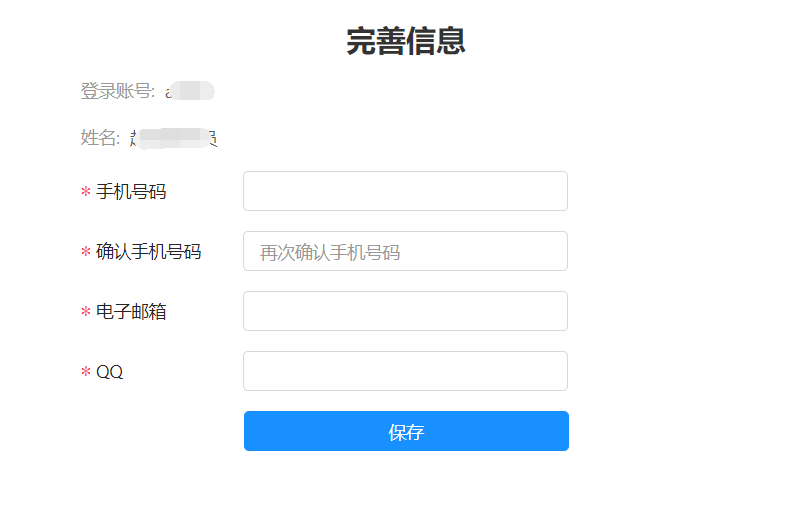 完善信息
登录账号:
姓名:
* 手机号码
* 确认手机号码 再次确认手机号码
* 电子邮箱
* QQ
保存